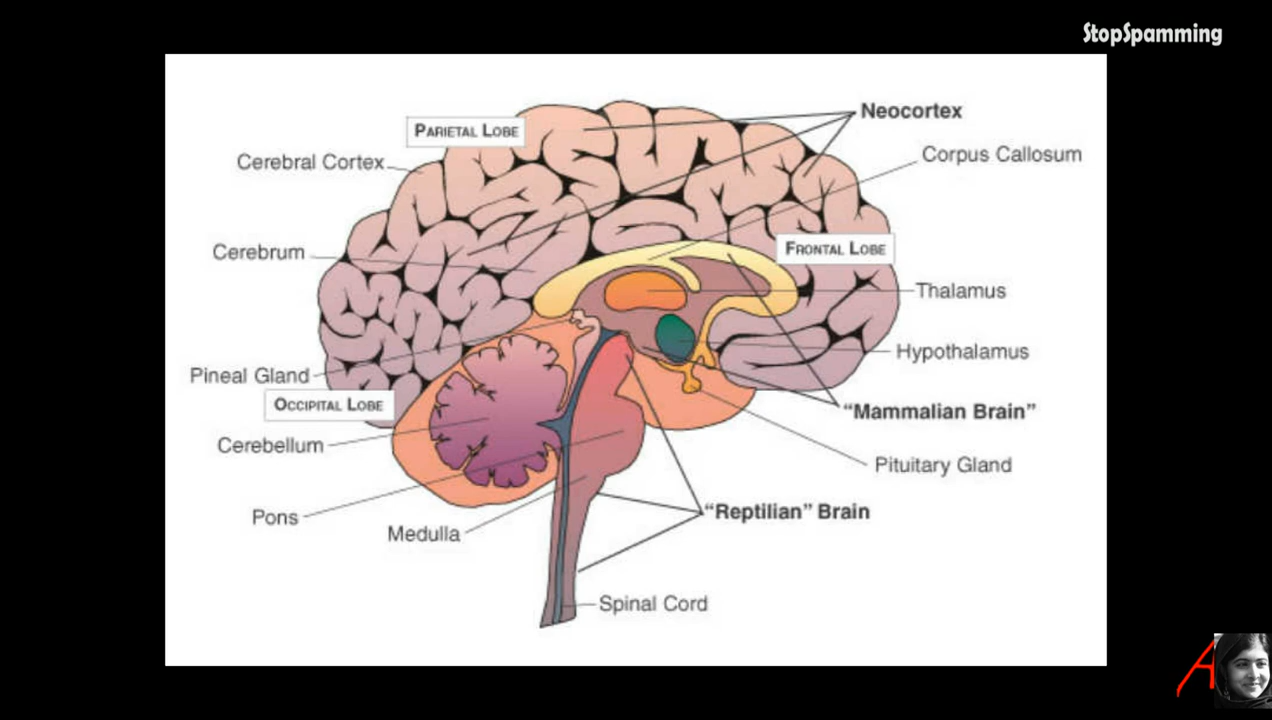 StopSpamming
Neocortex
PARIETAL LOBE
Corpus Callosum
Cerebral Cortex
FRONTAL LOBE
Cerebrum
Thalamus
Hypothalamus
Pineal Gland
OCCIPITAL LOBE
"Mammalian Brain"
Cerebellum
Pituitary Gland
"Reptilian" Brain
Pons
Medulla
Spinal Cord
A